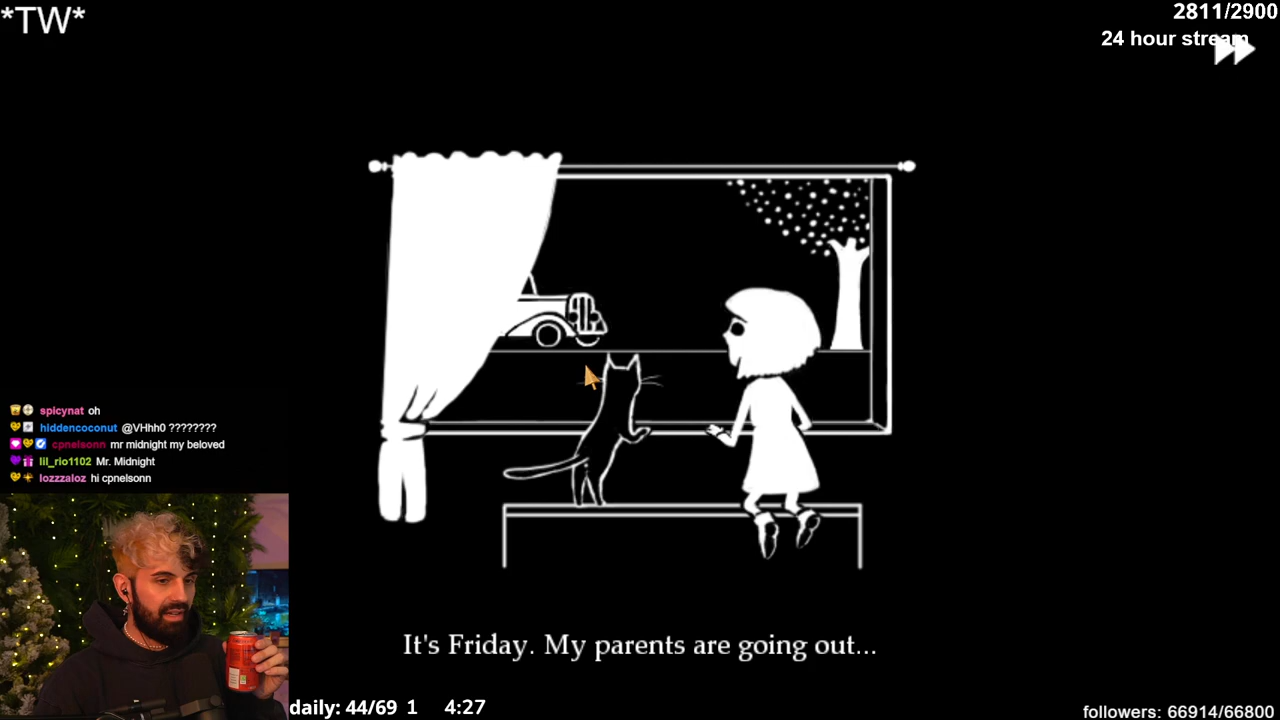 *TW*
2811/2900
24 hour stream
spicynat oh
hiddencoconut @VHhh0 ????????
cpnelsonn mr midnight my beloved
lil_rio1102 Mr. Midnight
lozzzaloz hi cpnelsonn
It's Friday. My parents are going out...
daily: 44/69 1 4:27
followers: 66914/66800